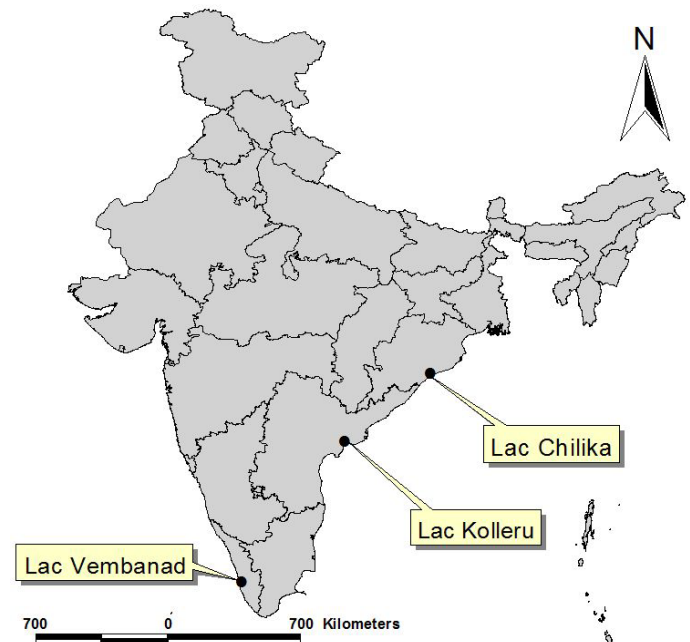 N
Lac Chilika
Lac Kolleru
Lac Vembanad
700 0 700 Kilometers